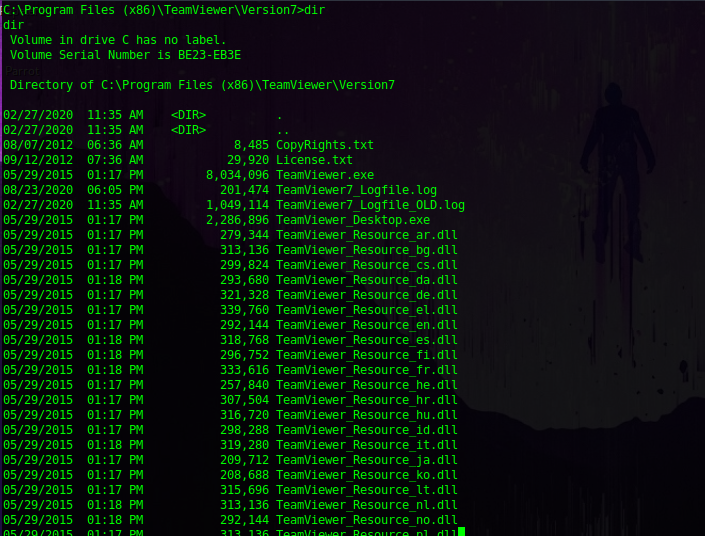 C:\Program Files (x86)\TeamViewer\Version7>dir
dir
 Volume in drive C has no label.
 Volume Serial Number is BE23-EB3E

 Directory of C:\Program Files (x86)\TeamViewer\Version7

02/27/2020  11:35 AM    <DIR>          .
02/27/2020  11:35 AM    <DIR>          ..
08/07/2012  06:36 AM             8,485 CopyRights.txt
09/12/2012  07:36 AM            29,920 License.txt
05/29/2015  01:17 PM         8,034,096 TeamViewer.exe
08/23/2020  06:05 PM           201,474 TeamViewer7_Logfile.log
02/27/2020  11:35 AM         1,049,114 TeamViewer7_Logfile_OLD.log
05/29/2015  01:17 PM         2,286,896 TeamViewer_Desktop.exe
05/29/2015  01:17 PM           279,344 TeamViewer_Resource_ar.dll
05/29/2015  01:17 PM           313,136 TeamViewer_Resource_bg.dll
05/29/2015  01:17 PM           299,824 TeamViewer_Resource_cs.dll
05/29/2015  01:18 PM           293,680 TeamViewer_Resource_da.dll
05/29/2015  01:17 PM           321,328 TeamViewer_Resource_de.dll
05/29/2015  01:17 PM           339,760 TeamViewer_Resource_el.dll
05/29/2015  01:17 PM           292,144 TeamViewer_Resource_en.dll
05/29/2015  01:18 PM           318,768 TeamViewer_Resource_es.dll
05/29/2015  01:18 PM           296,752 TeamViewer_Resource_fi.dll
05/29/2015  01:18 PM           333,616 TeamViewer_Resource_fr.dll
05/29/2015  01:17 PM           257,840 TeamViewer_Resource_he.dll
05/29/2015  01:17 PM           307,504 TeamViewer_Resource_hr.dll
05/29/2015  01:17 PM           316,720 TeamViewer_Resource_hu.dll
05/29/2015  01:17 PM           298,288 TeamViewer_Resource_id.dll
05/29/2015  01:18 PM           319,280 TeamViewer_Resource_it.dll
05/29/2015  01:17 PM           209,712 TeamViewer_Resource_ja.dll
05/29/2015  01:17 PM           208,688 TeamViewer_Resource_ko.dll
05/29/2015  01:17 PM           315,696 TeamViewer_Resource_lt.dll
05/29/2015  01:18 PM           313,136 TeamViewer_Resource_nl.dll
05/29/2015  01:18 PM           292,144 TeamViewer_Resource_no.dll
05/29/2015  01:17 PM           313,136 TeamViewer_Resource_pl.dll